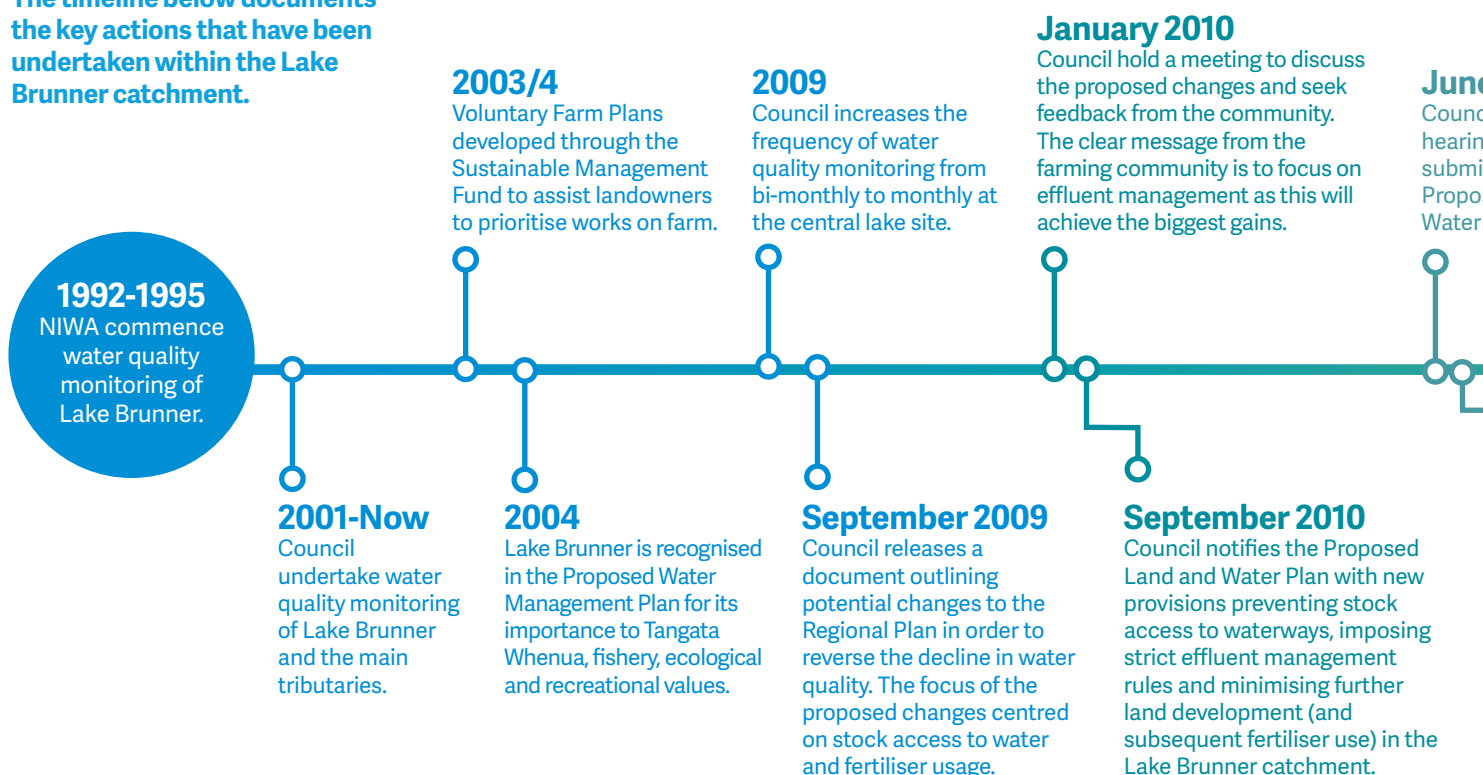 The timeline below documents
the key actions that have been
undertaken within the Lake
Brunner catchment.
1992-1995
NIWA commence
water quality
monitoring of
Lake Brunner.
2001-Now
Council
undertake water
quality monitoring
of Lake Brunner
and the main
tributaries.
2003/4
Voluntary Farm Plans
developed through the
Sustainable Management
Fund to assist landowners
to prioritise works on farm.
2004
Lake Brunner is recognised
in the Proposed Water
Management Plan for its
importance to Tangata
Whenua, fishery, ecological
and recreational values.
2009
Council increases the
frequency of water
quality monitoring from
bi-monthly to monthly at
the central lake site.
September 2009
Council releases a
document outlining
potential changes to the
Regional Plan in order to
reverse the decline in water
quality. The focus of the
proposed changes centred
on stock access to water
and fertiliser usage.
January 2010
Council hold a meeting to discuss
the proposed changes and seek
feedback from the community.
The clear message from the
farming community is to focus on
effluent management as this will
achieve the biggest gains.
September 2010
Council notifies the Proposed
Land and Water Plan with new
provisions preventing stock
access to waterways, imposing
strict effluent management
rules and minimising further
land development (and
subsequent fertiliser use) in the
Lake Brunner catchment.
Water